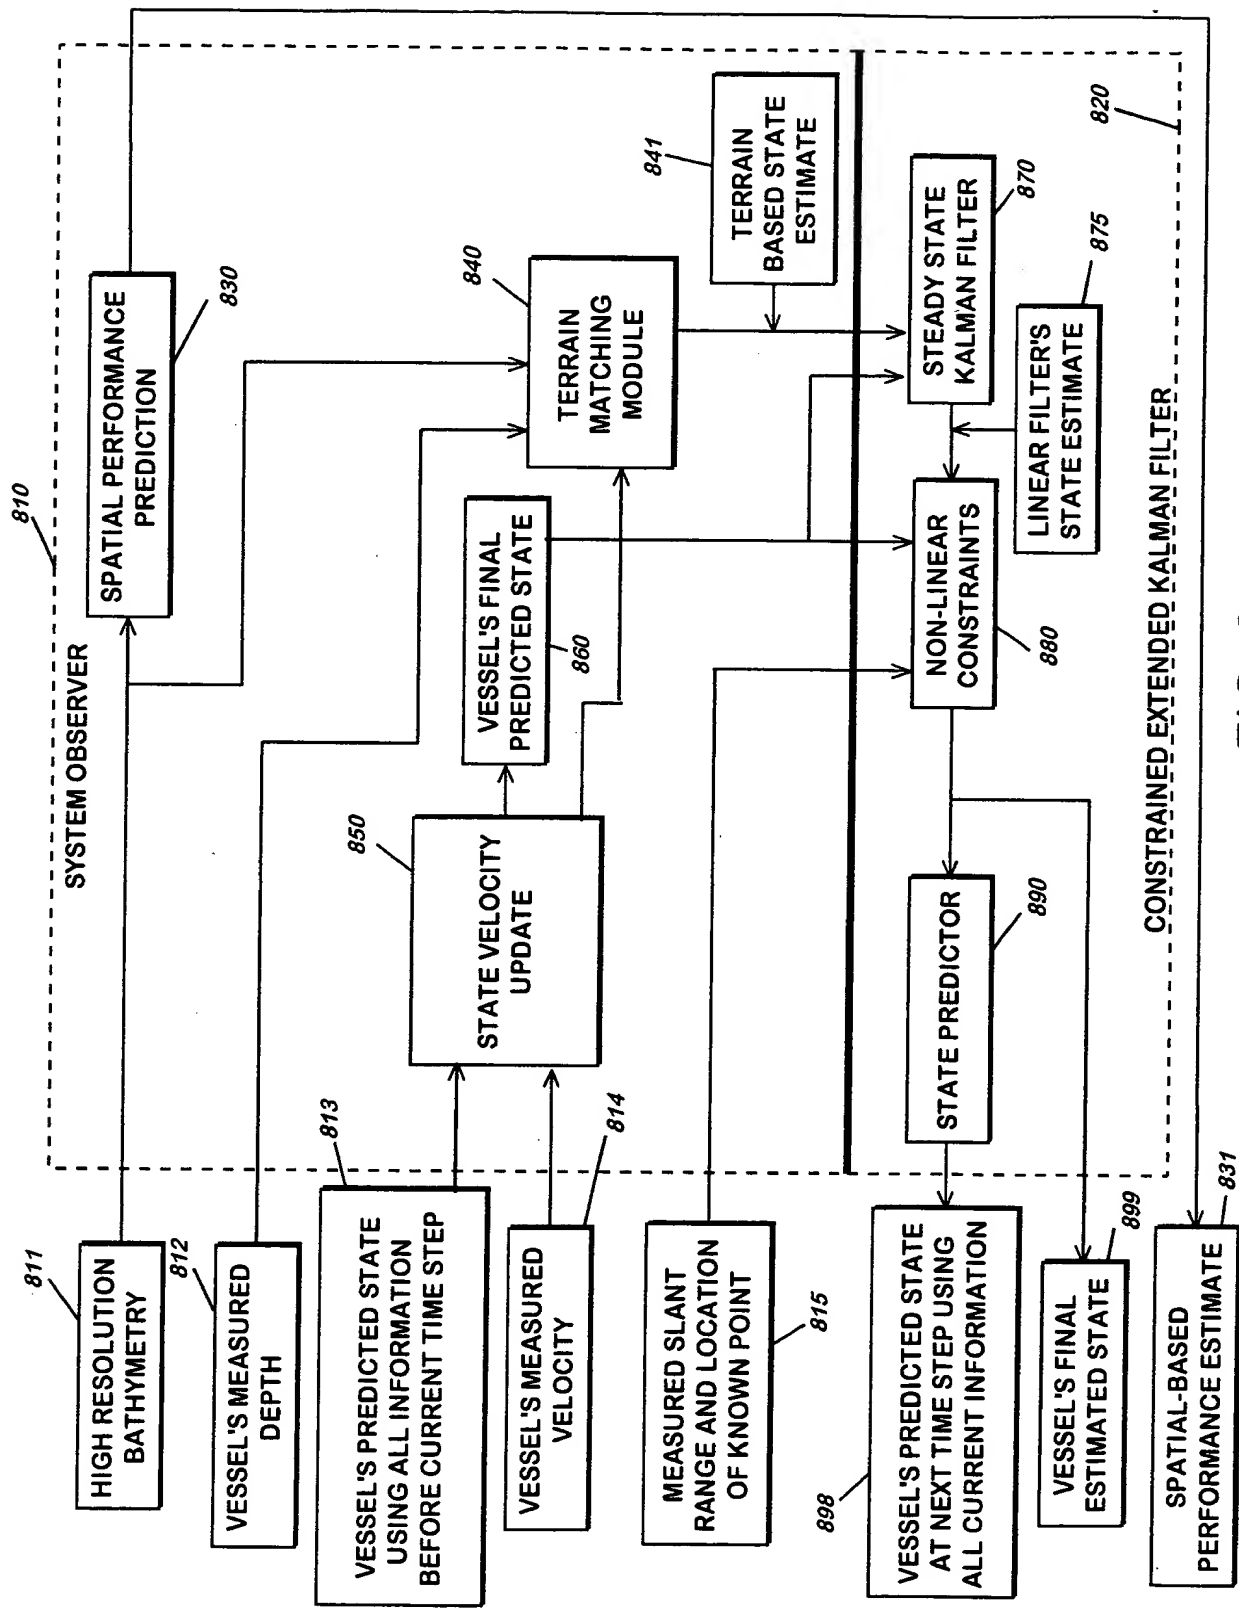 810
SYSTEM OBSERVER
811
HIGH RESOLUTION
BATHYMETRY
812
VESSEL'S MEASURED
DEPTH
813
VESSEL'S PREDICTED STATE
USING ALL INFORMATION
BEFORE CURRENT TIME STEP
814
VESSEL'S MEASURED
VELOCITY
815
MEASURED SLANT
RANGE AND LOCATION
OF KNOWN POINT
SPATIAL PERFORMANCE
PREDICTION
830
850
STATE VELOCITY
UPDATE
VESSEL'S FINAL
PREDICTED STATE
860
840
TERRAIN
MATCHING
MODULE
841
TERRAIN
BASED STATE
ESTIMATE
STATE PREDICTOR
890
NON-LINEAR
CONSTRAINTS
880
STEADY STATE
KALMAN FILTER
870
875
LINEAR FILTER'S
STATE ESTIMATE
820
CONSTRAINED EXTENDED KALMAN FILTER
898
VESSEL'S PREDICTED STATE
AT NEXT TIME STEP USING
ALL CURRENT INFORMATION
899
VESSEL'S FINAL
ESTIMATED STATE
831
SPATIAL-BASED
PERFORMANCE ESTIMATE